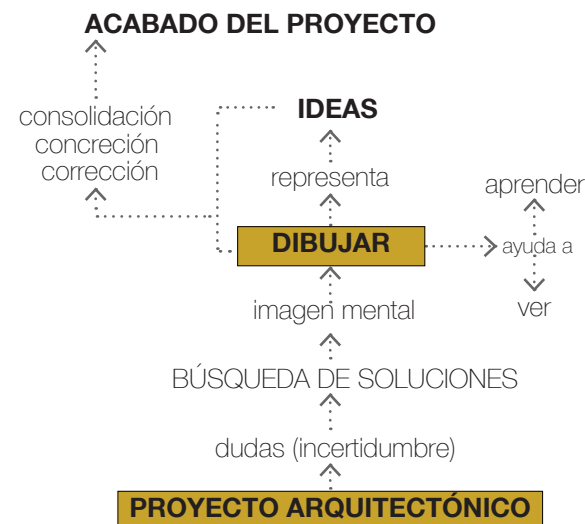 ACABADO DEL PROYECTO
consolidación
concreción
corrección
IDEAS
representa
aprender
DIBUJAR
ayuda a
ver
imagen mental
BÚSQUEDA DE SOLUCIONES
dudas (incertidumbre)
PROYECTO ARQUITECTÓNICO